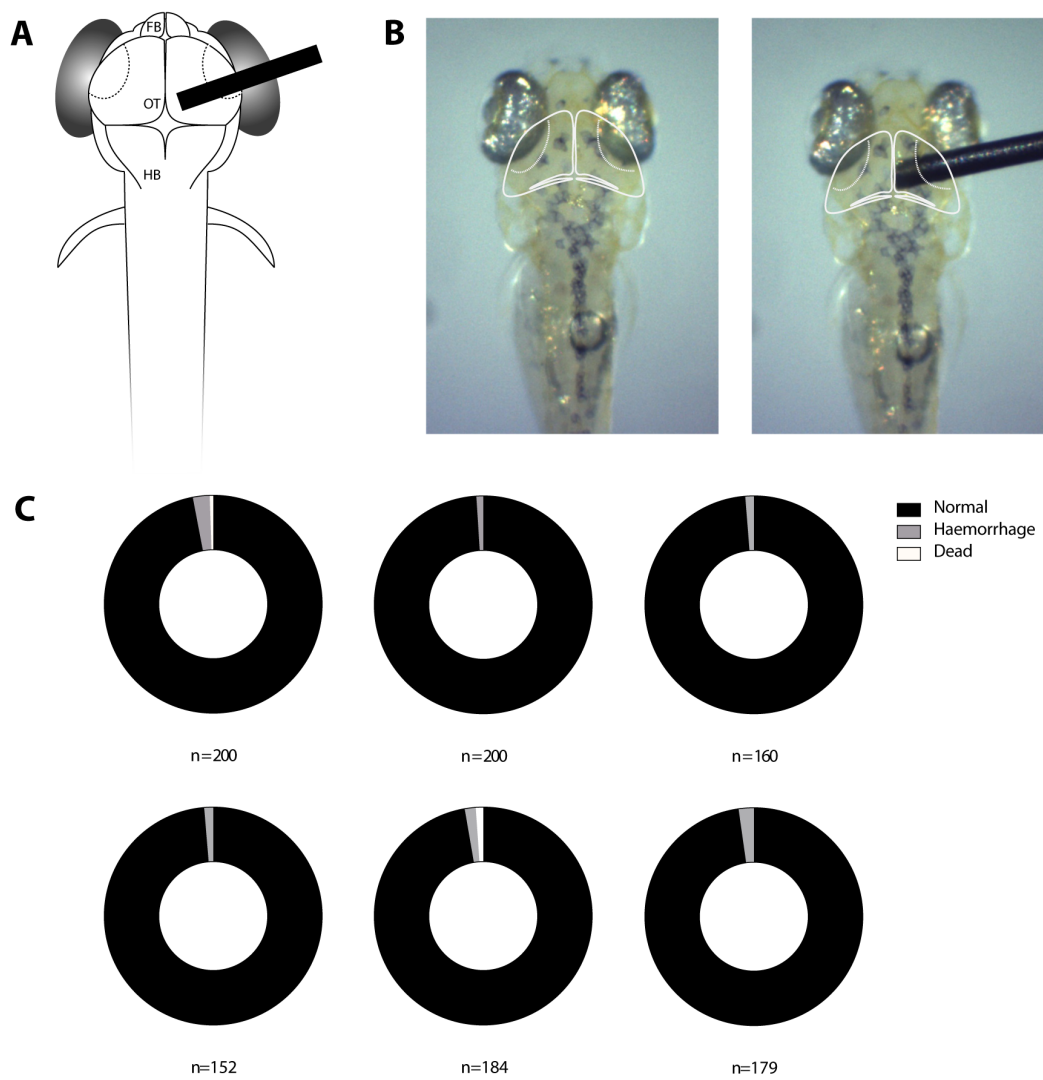 A
FB
OT
HB
B
C
Normal
Haemorrhage
Dead
n=200
n=200
n=160
n=152
n=184
n=179